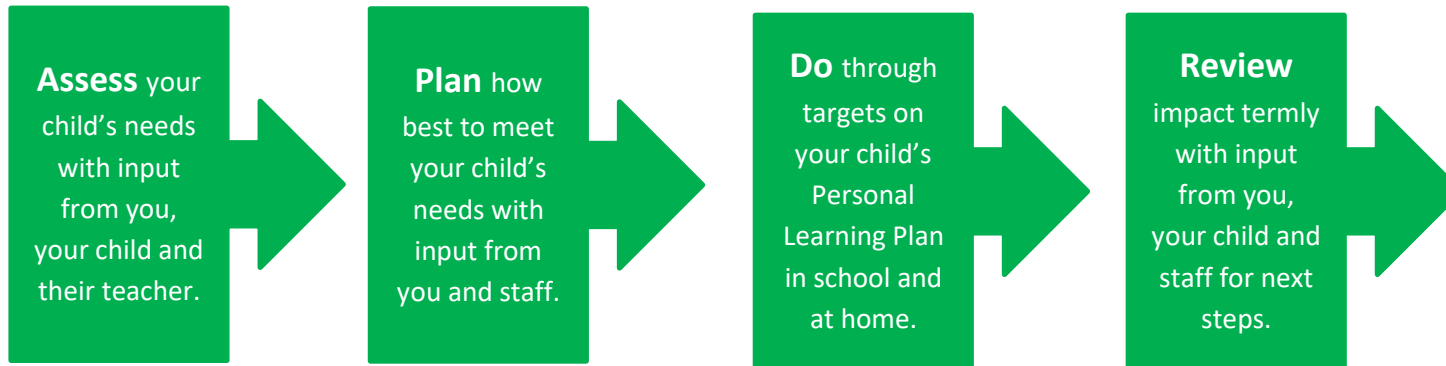 Assess your
child’s needs
with input
from you,
your child and
their teacher.
Plan how
best to meet
your child’s
needs with
input from
you and staff.
Do through
targets on
your child’s
Personal
Learning Plan
in school and
at home.
Review
impact termly
with input
from you,
your child and
staff for next
steps.